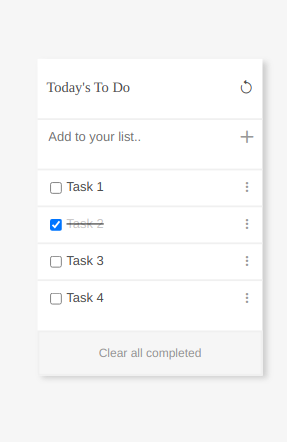 Today's To Do
Add to your list..
Task 1
Task 2
Task 3
Task 4
Clear all completed